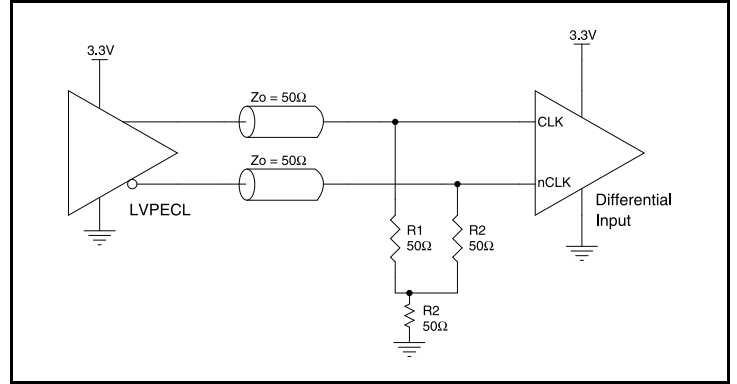 3.3V
3.3V
Zo = 50Ω
CLK
Zo = 50Ω
nCLK
LVPECL
Differential
Input
R1
50Ω
R2
50Ω
R2
50Ω